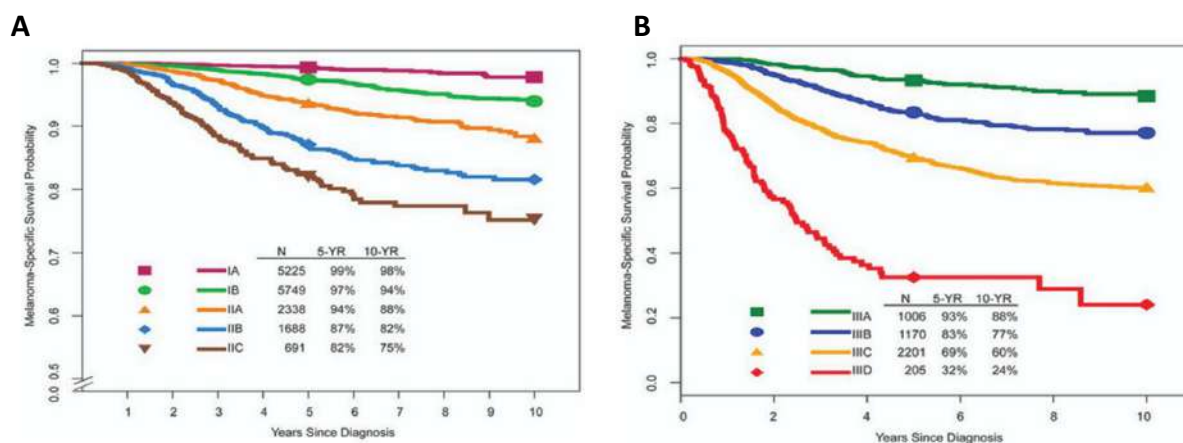 A
Melanoma-Specific Survival Probability
1.0
0.9
0.8
0.7
0.6
0.5
0.0
N 5-YR 10-YR
IA 5225 99% 98%
IB 5749 97% 94%
IIA 2338 94% 88%
IIB 1688 87% 82%
IIC 691 82% 75%
1 2 3 4 5 6 7 8 9 10
Years Since Diagnosis
B
Melanoma-Specific Survival Probability
1.0
0.8
0.6
0.4
0.2
0.0
N 5-YR 10-YR
IIIA 1006 93% 88%
IIIB 1170 83% 77%
IIIC 2201 69% 60%
IIID 205 32% 24%
0 2 4 6 8 10
Years Since Diagnosis